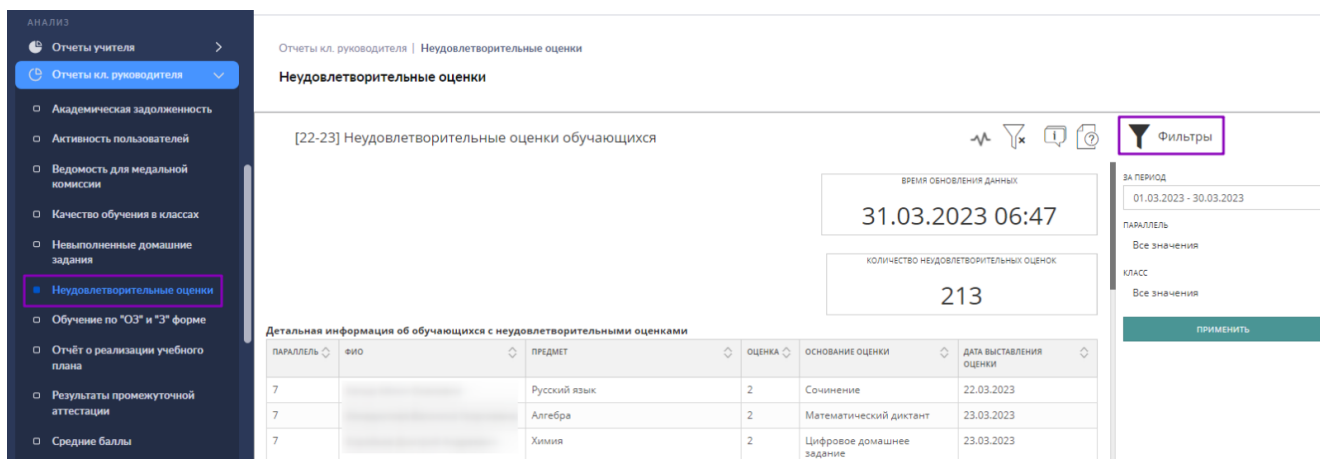 АНАЛИЗ
Отчеты учителя
Отчеты кл. руководителя
Академическая задолженность
Активность пользователей
Ведомость для медальной
комиссии
Качество обучения в классах
Невыполненные домашние
задания
Неудовлетворительные оценки
Обучение по "ОЗ" и "З" форме
Отчёт о реализации учебного
плана
Результаты промежуточной
аттестации
Средние баллы
Отчеты кл. руководителя | Неудовлетворительные оценки
Неудовлетворительные оценки
[22-23] Неудовлетворительные оценки обучающихся
ВРЕМЯ ОБНОВЛЕНИЯ ДАННЫХ
31.03.2023 06:47
КОЛИЧЕСТВО НЕУДОВЛЕТВОРИТЕЛЬНЫХ ОЦЕНОК
213
Детальная информация об обучающихся с неудовлетворительными оценками
ПАРАЛЛЕЛЬ ФИО ПРЕДМЕТ ОЦЕНКА ОСНОВАНИЕ ОЦЕНКИ ДАТА ВЫСТАВЛЕНИЯ
ОЦЕНКИ
7 Русский язык 2 Сочинение 22.03.2023
7 Алгебра 2 Математический диктант 23.03.2023
7 Химия 2 Цифровое домашнее 23.03.2023
задание
Фильтры
ЗА ПЕРИОД
01.03.2023 - 30.03.2023
ПАРАЛЛЕЛЬ
Все значения
КЛАСС
Все значения
ПРИМЕНИТЬ